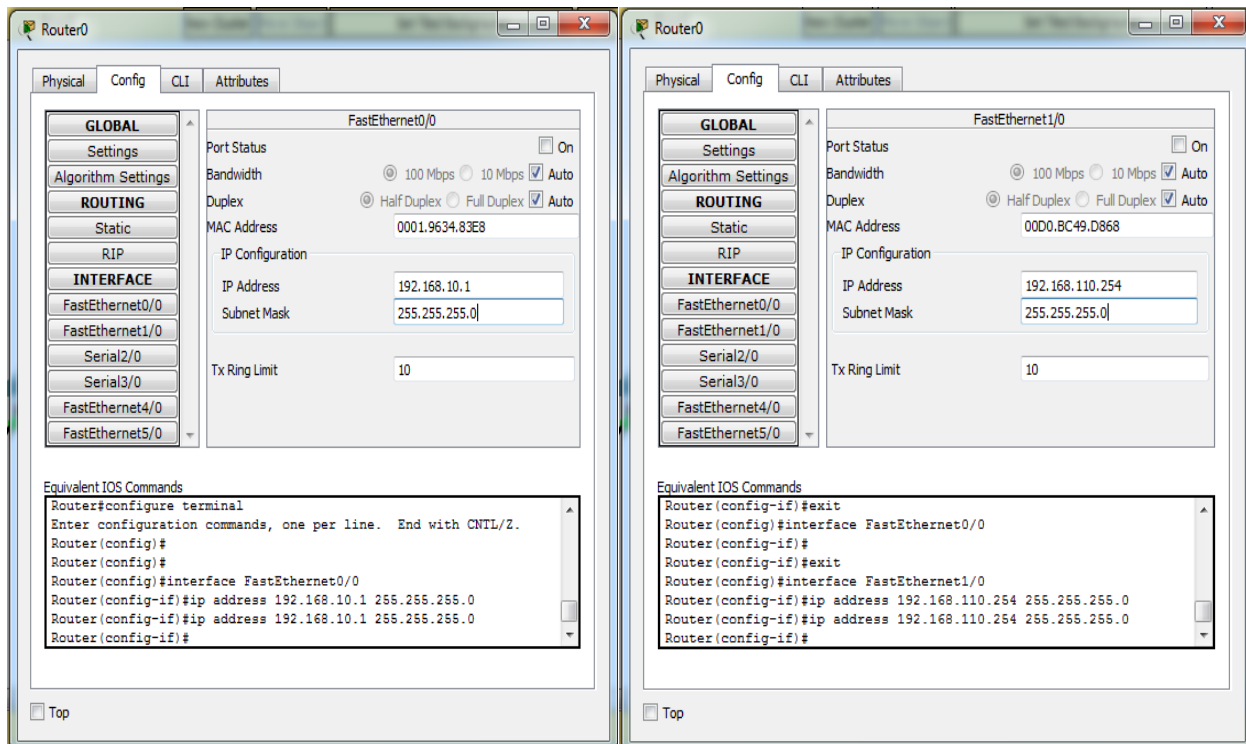 Router0
Physical Config CLI Attributes
GLOBAL
Settings
Algorithm Settings
ROUTING
Static
RIP
INTERFACE
FastEthernet0/0
FastEthernet1/0
Serial2/0
Serial3/0
FastEthernet4/0
FastEthernet5/0
FastEthernet0/0
Port Status On
Bandwidth 100 Mbps 10 Mbps Auto
Duplex Half Duplex Full Duplex Auto
MAC Address 0001.9634.83E8
IP Configuration
IP Address 192.168.10.1
Subnet Mask 255.255.255.0
Tx Ring Limit 10
Equivalent IOS Commands
Router#configure terminal
Enter configuration commands, one per line. End with CNTL/Z.
Router(config)#
Router(config)#
Router(config)#interface FastEthernet0/0
Router(config-if)#ip address 192.168.10.1 255.255.255.0
Router(config-if)#ip address 192.168.10.1 255.255.255.0
Router(config-if)#
Top
Router0
Physical Config CLI Attributes
GLOBAL
Settings
Algorithm Settings
ROUTING
Static
RIP
INTERFACE
FastEthernet0/0
FastEthernet1/0
Serial2/0
Serial3/0
FastEthernet4/0
FastEthernet5/0
FastEthernet1/0
Port Status On
Bandwidth 100 Mbps 10 Mbps Auto
Duplex Half Duplex Full Duplex Auto
MAC Address 00D0.BC49.D868
IP Configuration
IP Address 192.168.110.254
Subnet Mask 255.255.255.0
Tx Ring Limit 10
Equivalent IOS Commands
Router(config-if)#exit
Router(config)#interface FastEthernet0/0
Router(config-if)#
Router(config-if)#exit
Router(config)#interface FastEthernet1/0
Router(config-if)#ip address 192.168.110.254 255.255.255.0
Router(config-if)#ip address 192.168.110.254 255.255.255.0
Router(config-if)#
Top